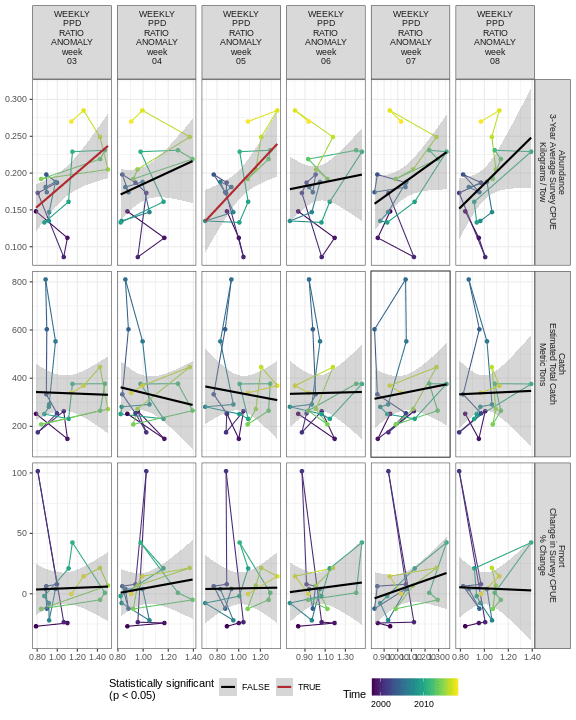 WEEKLY
PPD
RATIO
ANOMALY
week
03
WEEKLY
PPD
RATIO
ANOMALY
week
04
WEEKLY
PPD
RATIO
ANOMALY
week
05
WEEKLY
PPD
RATIO
ANOMALY
week
06
WEEKLY
PPD
RATIO
ANOMALY
week
07
WEEKLY
PPD
RATIO
ANOMALY
week
08
0.300
0.250
0.200
0.150
0.100
Abundance
3-Year Average Survey CPUE
Kilograms / Tow
800
600
400
200
Catch
Estimated Total Catch
Metric Tons
100
50
0
Fmort
Change in Survey CPUE
% Change
0.80 1.00 1.20 1.40
0.80 1.00 1.20 1.40
0.80 1.00 1.20
0.90 1.10 1.30
0.80 1.00 1.20 1.40
Statistically significant
(p < 0.05)
FALSE
TRUE
Time
2000 2010